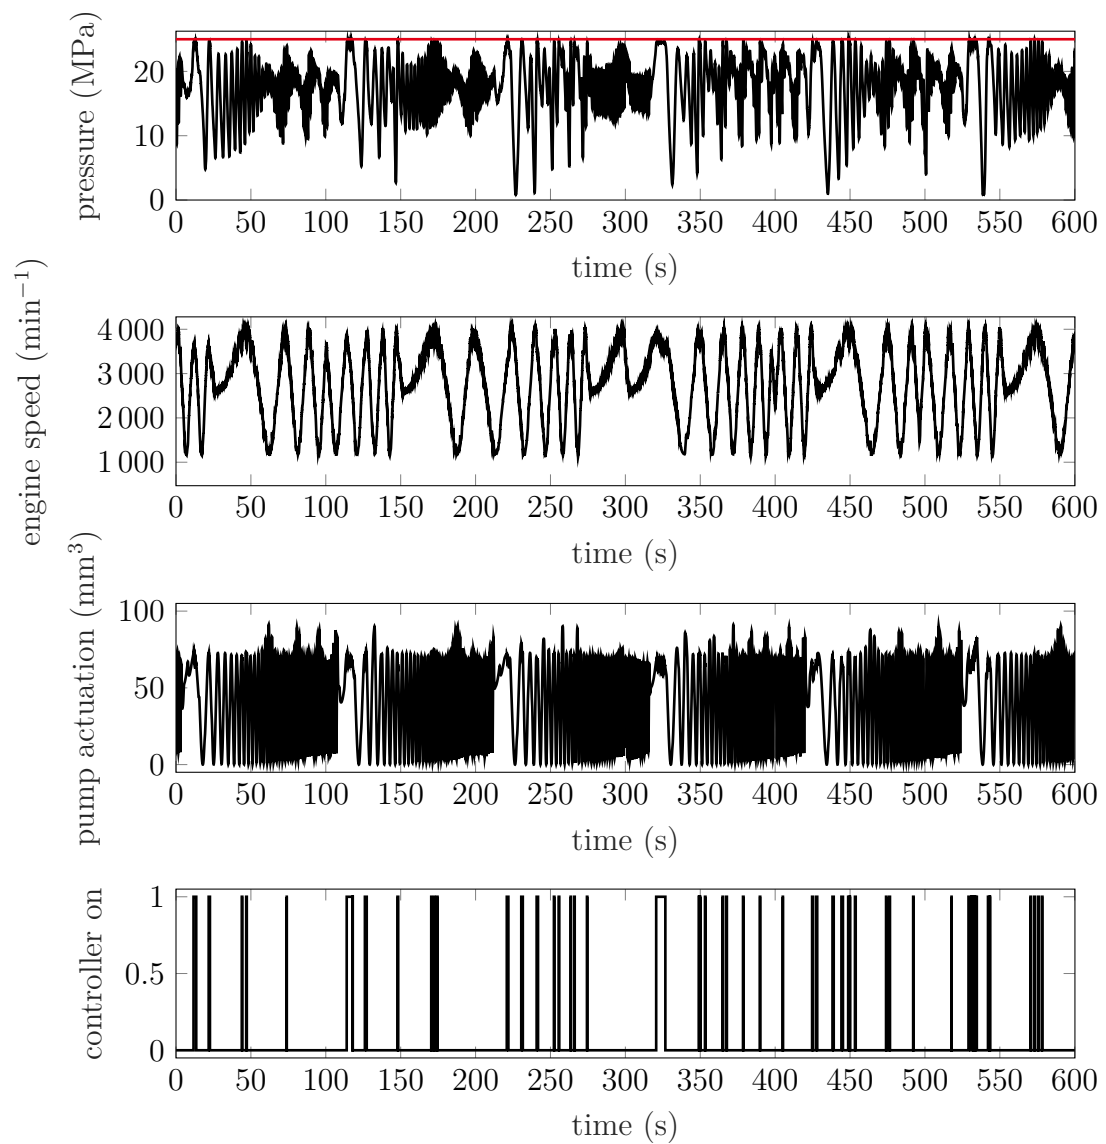 pressure (MPa)
20
10
0
0 50 100 150 200 250 300 350 400 450 500 550 600
time (s)
engine speed (min⁻¹)
4 000
3 000
2 000
1 000
0 50 100 150 200 250 300 350 400 450 500 550 600
time (s)
pump actuation (mm³)
100
50
0
0 50 100 150 200 250 300 350 400 450 500 550 600
time (s)
controller on
1
0.5
0
0 50 100 150 200 250 300 350 400 450 500 550 600
time (s)